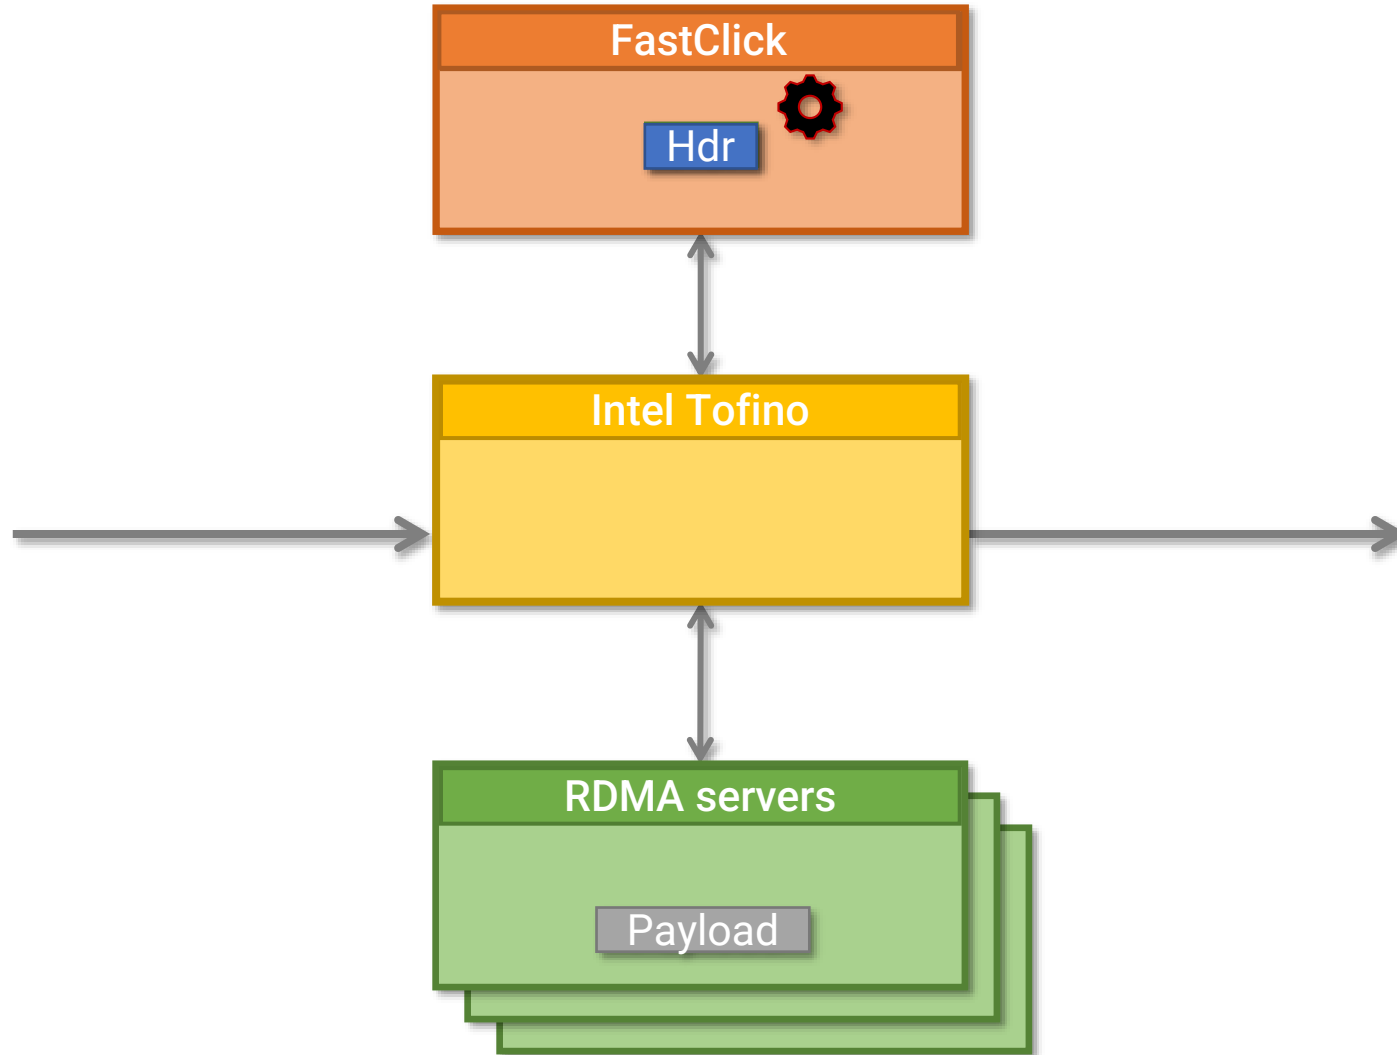 FastClick
Hdr
Intel Tofino
RDMA servers
Payload